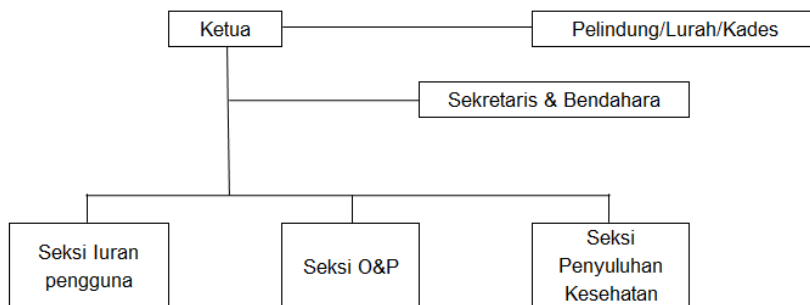 Ketua
Pelindung/Lurah/Kades
Sekretaris & Bendahara
Seksi Iuran
pengguna
Seksi O&P
Seksi
Penyuluhan
Kesehatan